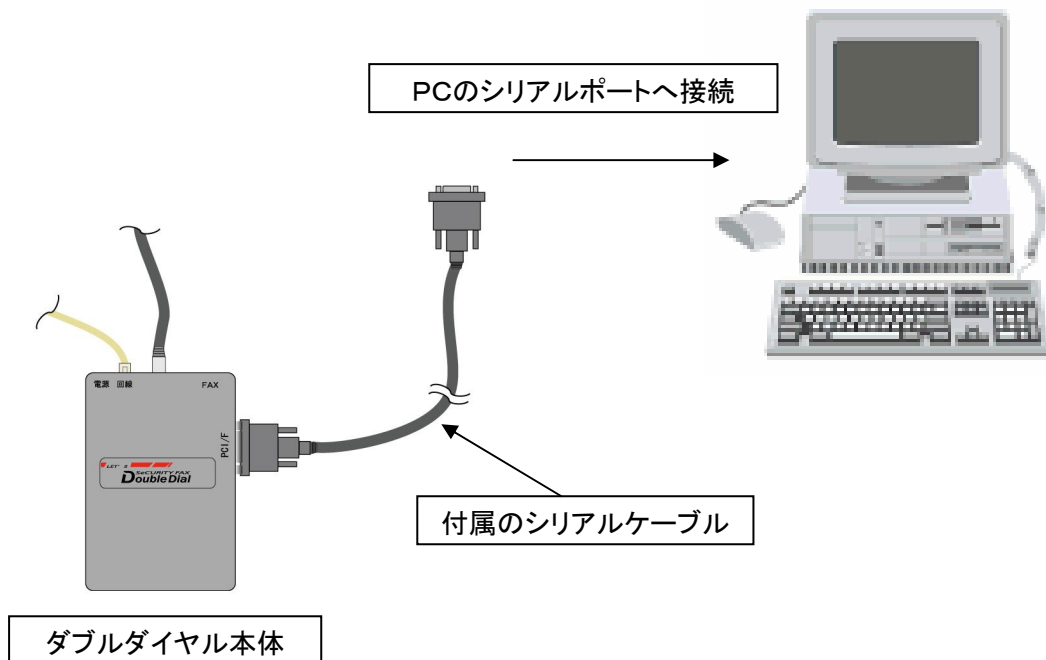 PCのシリアルポートへ接続
電源 回線 FAX
PCI/F
LET'S
SeCURITY FAX
DoubleDial
付属のシリアルケーブル
ダブルダイヤル本体